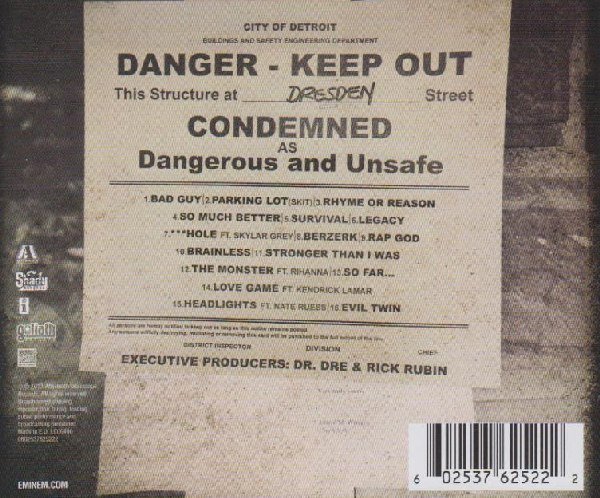 CITY OF DETROIT
BUILDINGS AND SAFETY ENGINEERING DEPARTMENT
DANGER - KEEP OUT
This Structure at DRESDEN Street
CONDEMNED
AS
Dangerous and Unsafe
1.BAD GUY|2.PARKING LOT(SKIT)|3.RHYME OR REASON
4.SO MUCH BETTER|5.SURVIVAL|6.LEGACY
7.***HOLE FT. SKYLAR GREY|8.BERZERK|9.RAP GOD
10.BRAINLESS|11.STRONGER THAN I WAS
12.THE MONSTER FT. RIHANNA|13.SO FAR...
14.LOVE GAME FT. KENDRICK LAMAR
15.HEADLIGHTS FT. NATE RUESS|16.EVIL TWIN
DISTRICT INSPECTOR DIVISION CHIEF
EXECUTIVE PRODUCERS: DR. DRE & RICK RUBIN
Shady
goliath
EMINEM.COM
6 02537 62522 2